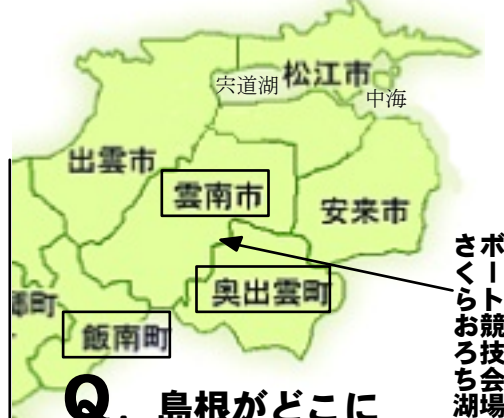 宍道湖
松江市
中海
出雲市
雲南市
安来市
奥出雲町
飯南町
ボート競技会場
さくらおろち湖
Q. 島根がどこに